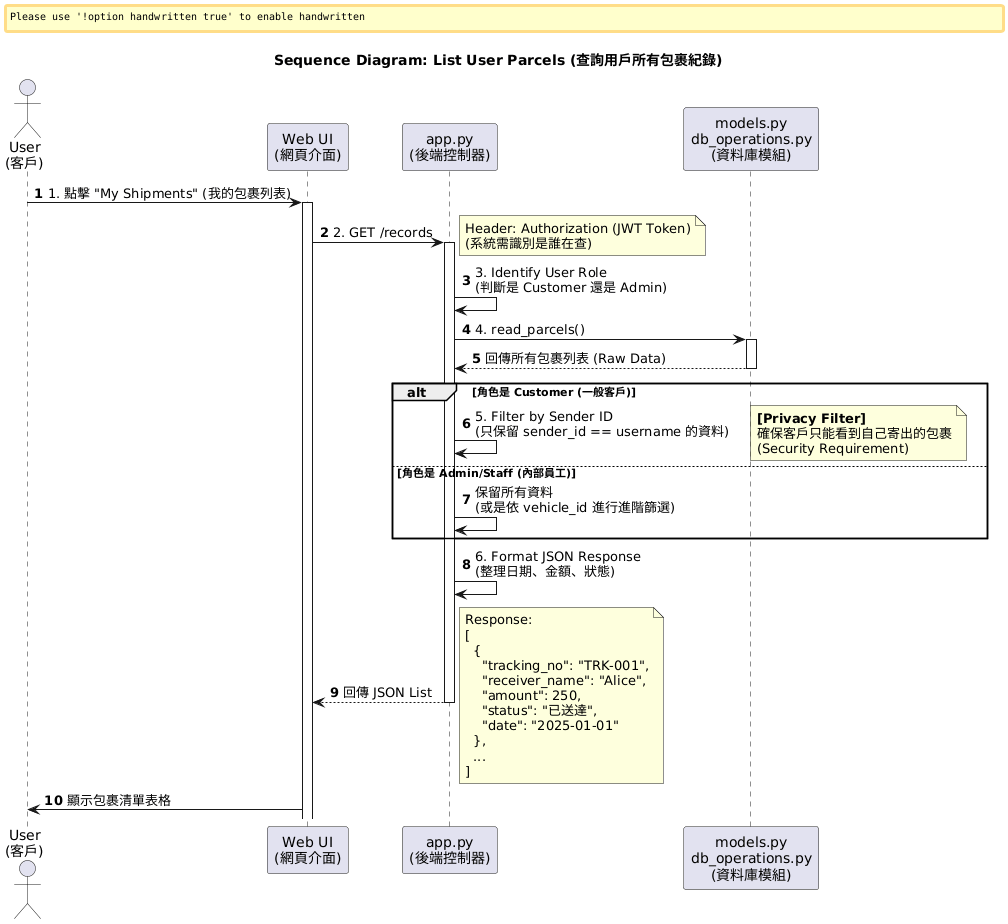 Please use '!option handwritten true' to enable handwritten
Sequence Diagram: List User Parcels (查詢用戶所有包裹紀錄)
User
(客戶)
Web UI
(網頁介面)
app.py
(後端控制器)
models.py
db_operations.py
(資料庫模組)
1 1. 點擊 "My Shipments" (我的包裹列表)
2 2. GET /records
Header: Authorization (JWT Token)
(系統需識別是誰在查)
3 3. Identify User Role
(判斷是 Customer 還是 Admin)
4 4. read_parcels()
5 回傳所有包裹列表 (Raw Data)
alt [角色是 Customer (一般客戶)]
6 5. Filter by Sender ID
(只保留 sender_id == username 的資料)
[Privacy Filter]
確保客戶只能看到自己寄出的包裹
(Security Requirement)
[角色是 Admin/Staff (內部員工)]
7 保留所有資料
(或是依 vehicle_id 進行進階篩選)
8 6. Format JSON Response
(整理日期、金額、狀態)
Response:
[
{
"tracking_no": "TRK-001",
"receiver_name": "Alice",
"amount": 250,
"status": "已送達",
"date": "2025-01-01"
},
...
]
9 回傳 JSON List
10 顯示包裹清單表格
User
(客戶)
Web UI
(網頁介面)
app.py
(後端控制器)
models.py
db_operations.py
(資料庫模組)